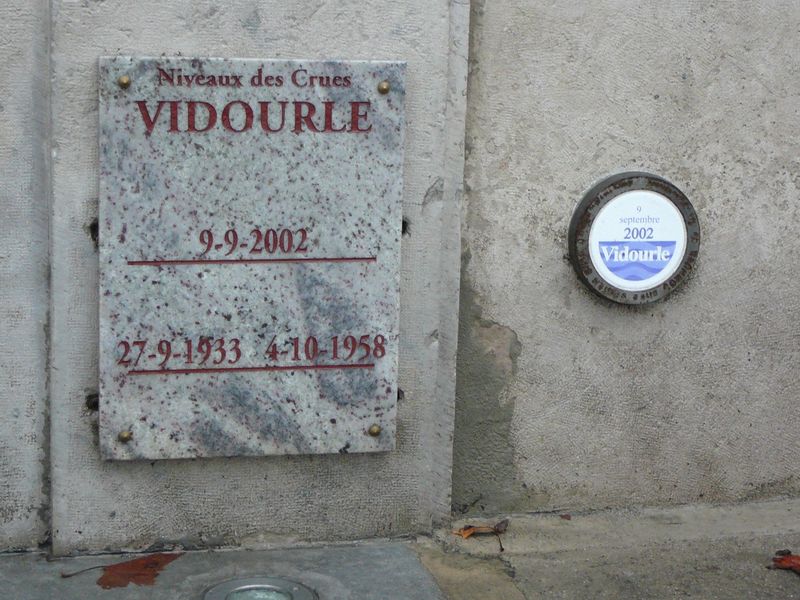 Niveaux des Crues
VIDOURLE
9-9-2002
27-9-1933 4-10-1958
9
septembre
2002
Vidourle